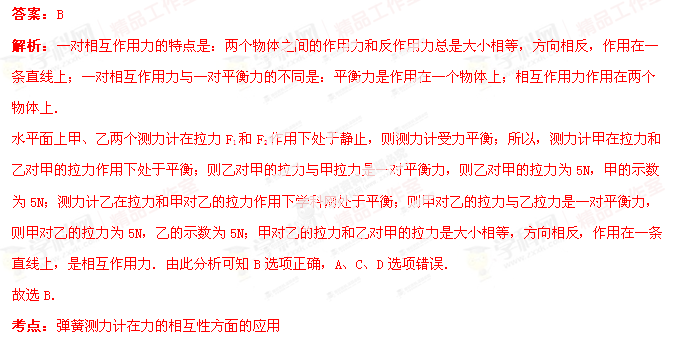 答案：B
解析：一对相互作用力的特点是：两个物体之间的作用力和反作用力总是大小相等，方向相反，作用在一
条直线上；一对相互作用力与一对平衡力的不同是：平衡力是作用在一个物体上；相互作用力作用在两个
物体上．
水平面上甲、乙两个测力计在拉力F₁和F₂作用下处于静止，则测力计受力平衡；所以，测力计甲在拉力和
乙对甲的拉力作用下处于平衡；则乙对甲的拉力与甲拉力是一对平衡力，则乙对甲的拉力为5N，甲的示数
为5N；测力计乙在拉力和甲对乙的拉力作用下学科网处于平衡；则甲对乙的拉力与乙拉力是一对平衡力，
则甲对乙的拉力为5N，乙的示数为5N；甲对乙的拉力和乙对甲的拉力是大小相等，方向相反，作用在一条
直线上，是相互作用力．由此分析可知B选项正确，A、C、D选项错误．
故选B．
考点：弹簧测力计在力的相互性方面的应用